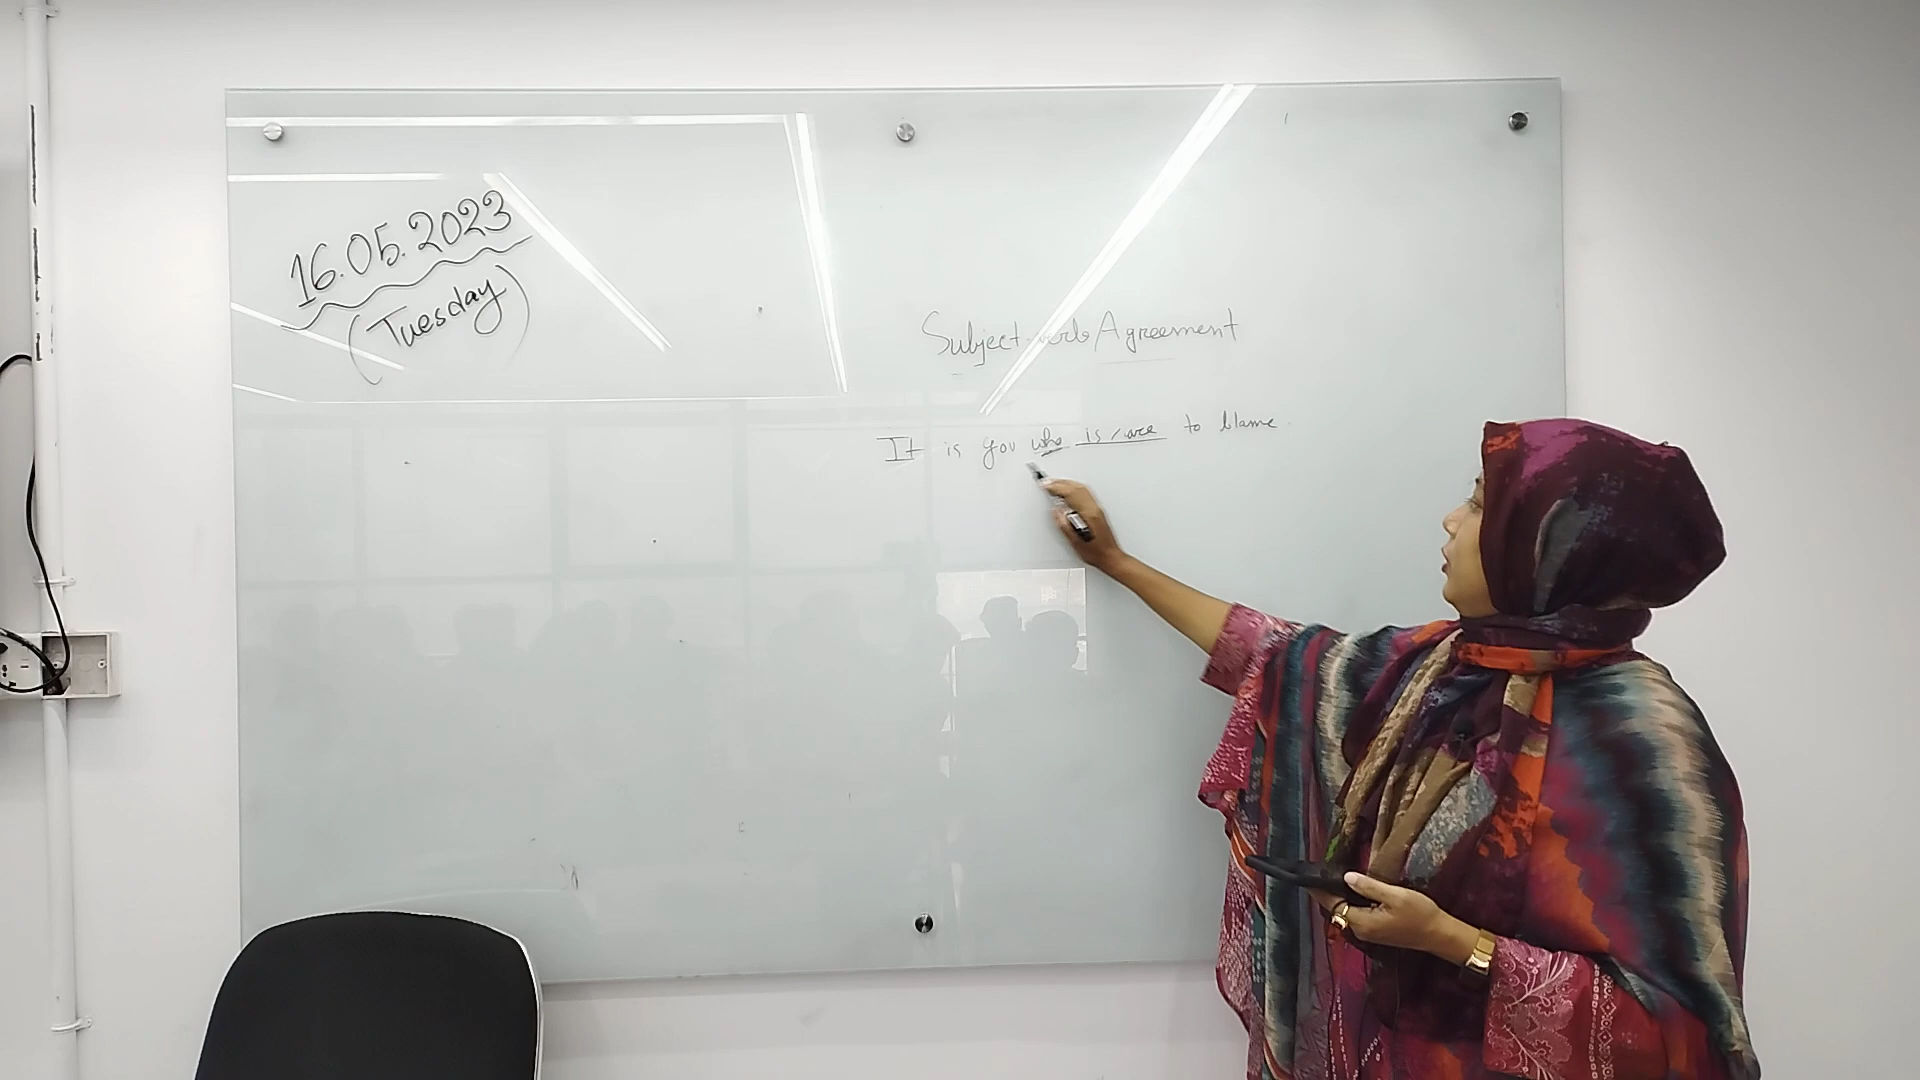 16.05.2023
(Tuesday)
Subject-verb Agreement
It is you who is/are to blame.